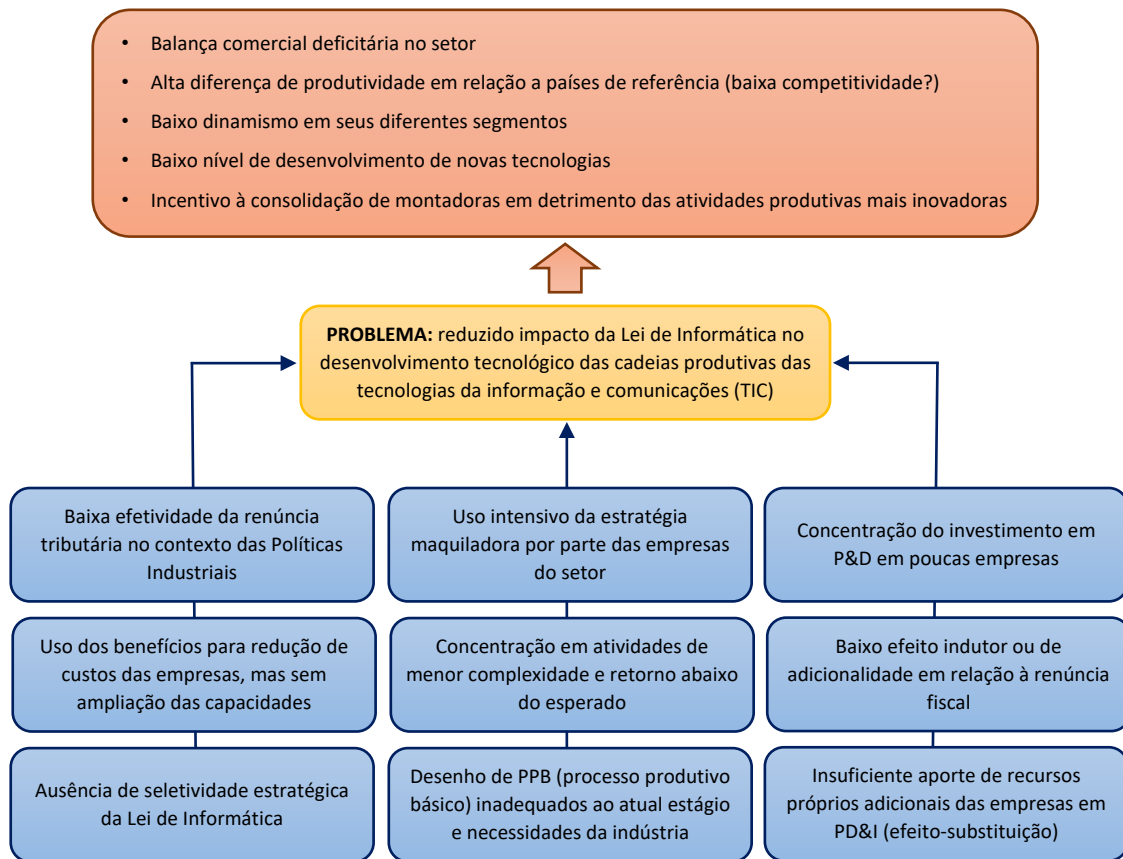 • Balança comercial deficitária no setor
• Alta diferença de produtividade em relação a países de referência (baixa competitividade?)
• Baixo dinamismo em seus diferentes segmentos
• Baixo nível de desenvolvimento de novas tecnologias
• Incentivo à consolidação de montadoras em detrimento das atividades produtivas mais inovadoras
PROBLEMA: reduzido impacto da Lei de Informática no
desenvolvimento tecnológico das cadeias produtivas das
tecnologias da informação e comunicações (TIC)
Baixa efetividade da renúncia
tributária no contexto das Políticas
Industriais
Uso intensivo da estratégia
maquiladora por parte das empresas
do setor
Concentração do investimento em
P&D em poucas empresas
Uso dos benefícios para redução de
custos das empresas, mas sem
ampliação das capacidades
Concentração em atividades de
menor complexidade e retorno abaixo
do esperado
Baixo efeito indutor ou de
adicionalidade em relação à renúncia
fiscal
Ausência de seletividade estratégica
da Lei de Informática
Desenho de PPB (processo produtivo
básico) inadequados ao atual estágio
e necessidades da indústria
Insuficiente aporte de recursos
próprios adicionais das empresas em
PD&I (efeito-substituição)